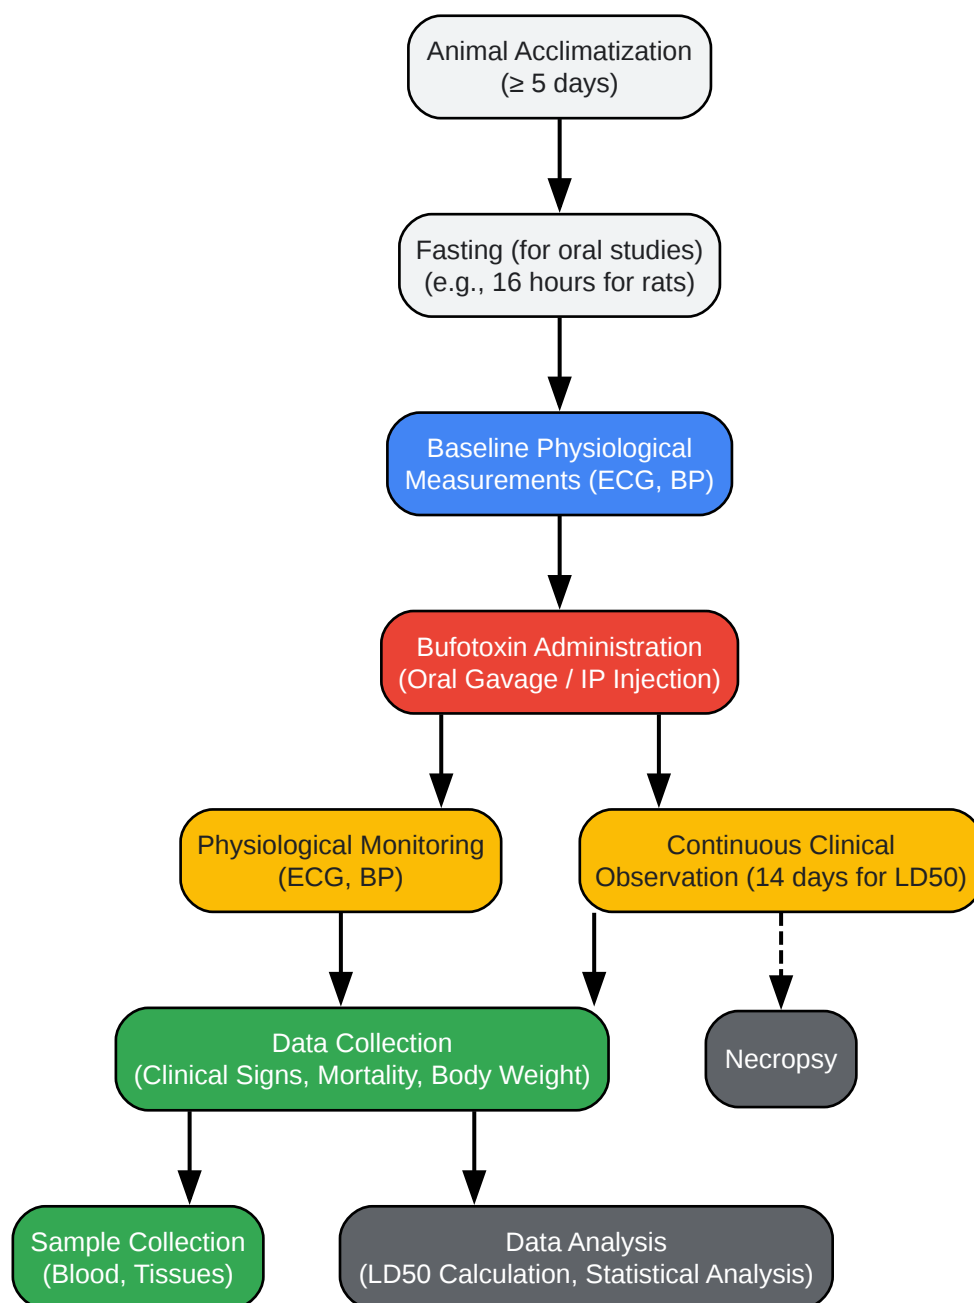 Animal Acclimatization
(≥ 5 days)
Fasting (for oral studies)
(e.g., 16 hours for rats)
Baseline Physiological
Measurements (ECG, BP)
Bufotoxin Administration
(Oral Gavage / IP Injection)
Physiological Monitoring
(ECG, BP)
Continuous Clinical
Observation (14 days for LD50)
Data Collection
(Clinical Signs, Mortality, Body Weight)
Necropsy
Sample Collection
(Blood, Tissues)
Data Analysis
(LD50 Calculation, Statistical Analysis)